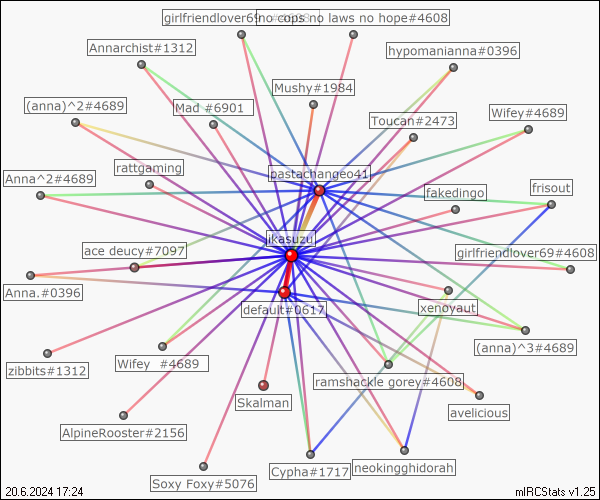 girlfriendlover69
no cops no laws no hope#4608
Annarchist#1312
hypomanianna#0396
Mushy#1984
(anna)^2#4689
Mad #6901
Toucan#2473
Wifey#4689
rattgaming
pastachangeo41
Anna^2#4689
fakedingo
frisout
ikasuzu
ace deucy#7097
girlfriendlover69#4608
Anna.#0396
default#0617
xenoyaut
(anna)^3#4689
Wifey #4689
zibbits#1312
ramshackle gorey#4608
Skalman
avelicious
AlpineRooster#2156
Soxy Foxy#5076
Cypha#1717
neokingghidorah
20.6.2024 17:24
mIRCStats v1.25